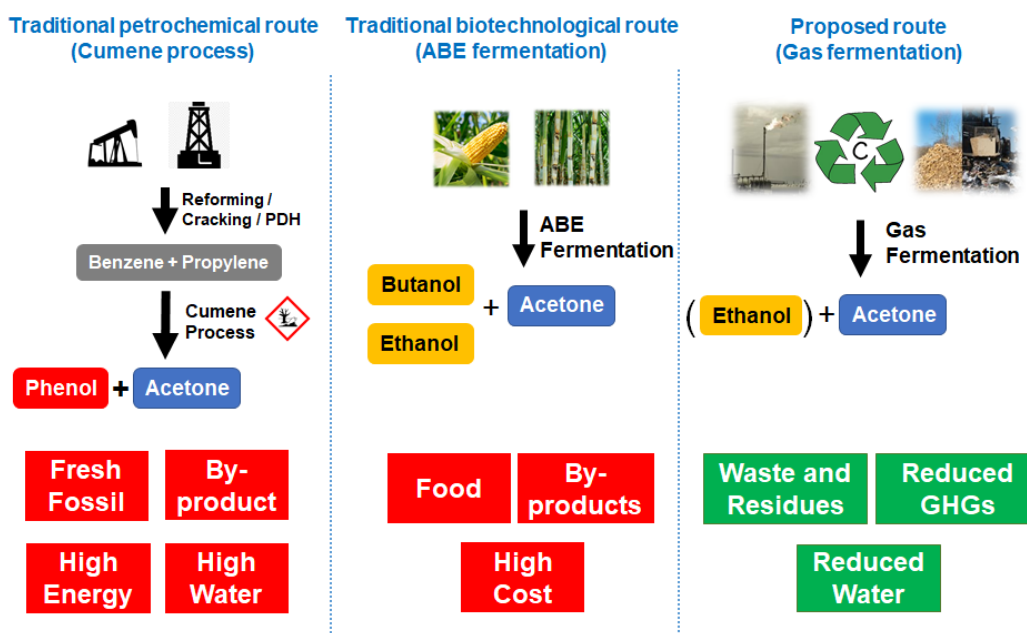 Traditional petrochemical route
(Cumene process)
Reforming /
Cracking / PDH
Benzene + Propylene
Cumene
Process
Phenol + Acetone
Fresh
Fossil
By-
product
High
Energy
High
Water
Traditional biotechnological route
(ABE fermentation)
ABE
Fermentation
Butanol
Ethanol
+ Acetone
Food
By-
products
High
Cost
Proposed route
(Gas fermentation)
C
Gas
Fermentation
(Ethanol) + Acetone
Waste and
Residues
Reduced
GHGs
Reduced
Water